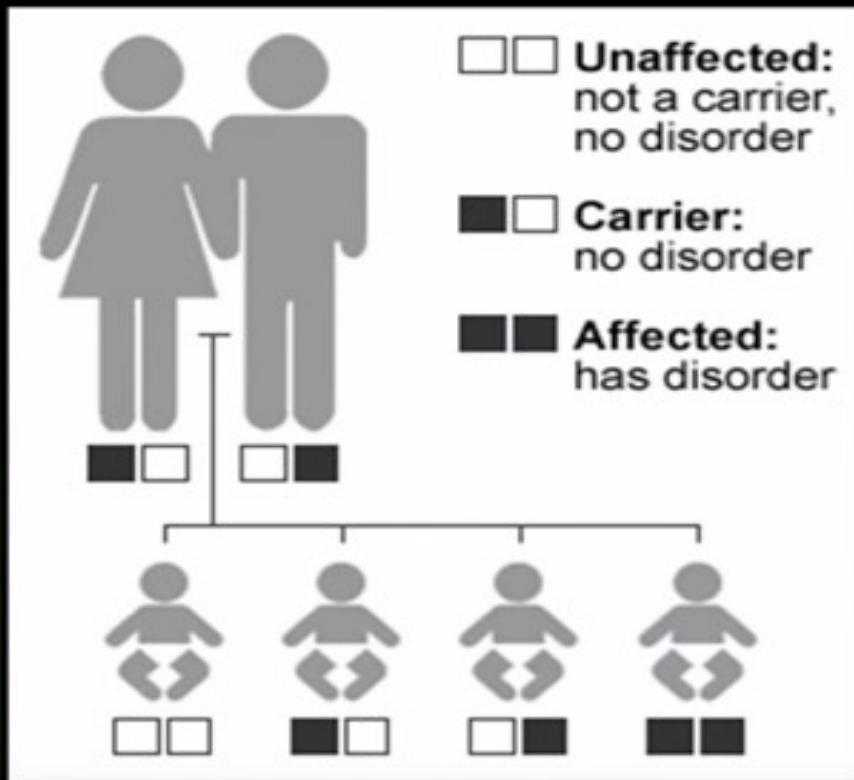 Unaffected:
not a carrier,
no disorder
Carrier:
no disorder
Affected:
has disorder